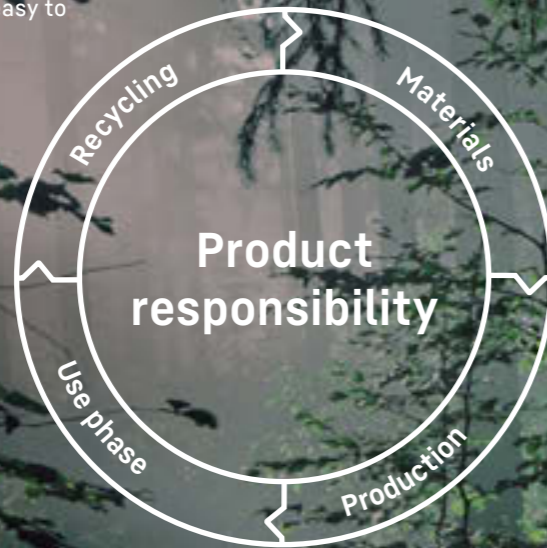 asy to
Recycling
Materials
Product
responsibility
Use phase
Production